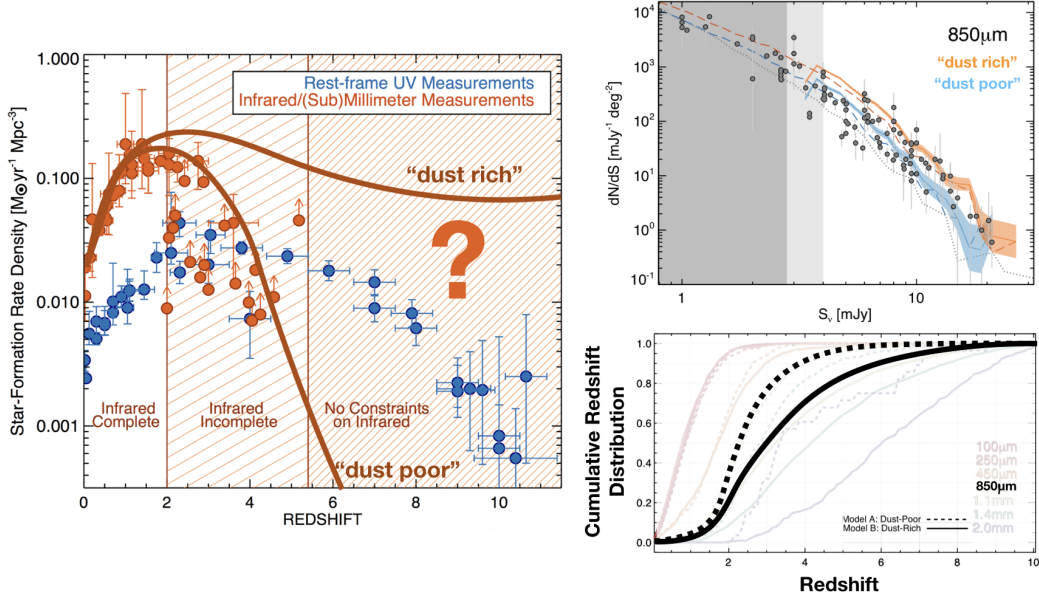 Star-Formation Rate Density [M⊙yr⁻¹ Mpc⁻³]
1.000
0.100
0.010
0.001
Rest-frame UV Measurements
Infrared/(Sub)Millimeter Measurements
"dust rich"
?
Infrared
Complete
Infrared
Incomplete
No Constraints
on Infrared
"dust poor"
0
2
4
6
8
10
REDSHIFT
dN/dS [mJy⁻¹ deg⁻²]
10⁴
10³
10²
10¹
10⁰
10⁻¹
850μm
"dust rich"
"dust poor"
1
10
Sᵥ [mJy]
Cumulative Redshift
Distribution
1.0
0.8
0.6
0.4
0.2
0.0
100μm
250μm
450μm
850μm
1.1mm
1.4mm
2.0mm
Model A: Dust-Poor
Model B: Dust-Rich
2
4
6
8
10
Redshift